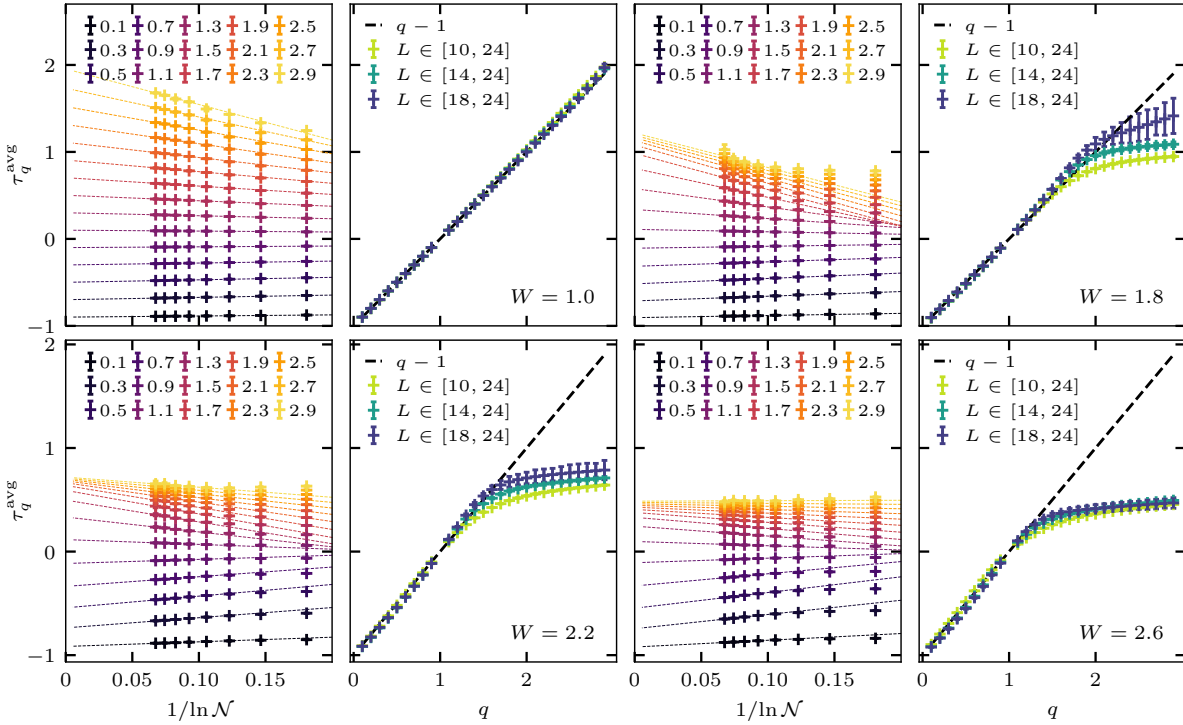 0.1 0.7 1.3 1.9 2.5
0.3 0.9 1.5 2.1 2.7
0.5 1.1 1.7 2.3 2.9
q − 1
L ∈ [10, 24]
L ∈ [14, 24]
L ∈ [18, 24]
W = 1.0
0.1 0.7 1.3 1.9 2.5
0.3 0.9 1.5 2.1 2.7
0.5 1.1 1.7 2.3 2.9
q − 1
L ∈ [10, 24]
L ∈ [14, 24]
L ∈ [18, 24]
W = 1.8
2
1
0
−1
τ_q^avg
0.1 0.7 1.3 1.9 2.5
0.3 0.9 1.5 2.1 2.7
0.5 1.1 1.7 2.3 2.9
q − 1
L ∈ [10, 24]
L ∈ [14, 24]
L ∈ [18, 24]
W = 2.2
0.1 0.7 1.3 1.9 2.5
0.3 0.9 1.5 2.1 2.7
0.5 1.1 1.7 2.3 2.9
q − 1
L ∈ [10, 24]
L ∈ [14, 24]
L ∈ [18, 24]
W = 2.6
2
1
0
−1
τ_q^avg
0 0.05 0.10 0.15
0 1 2
0 0.05 0.10 0.15
0 1 2
1/ln 𝒩
q
1/ln 𝒩
q